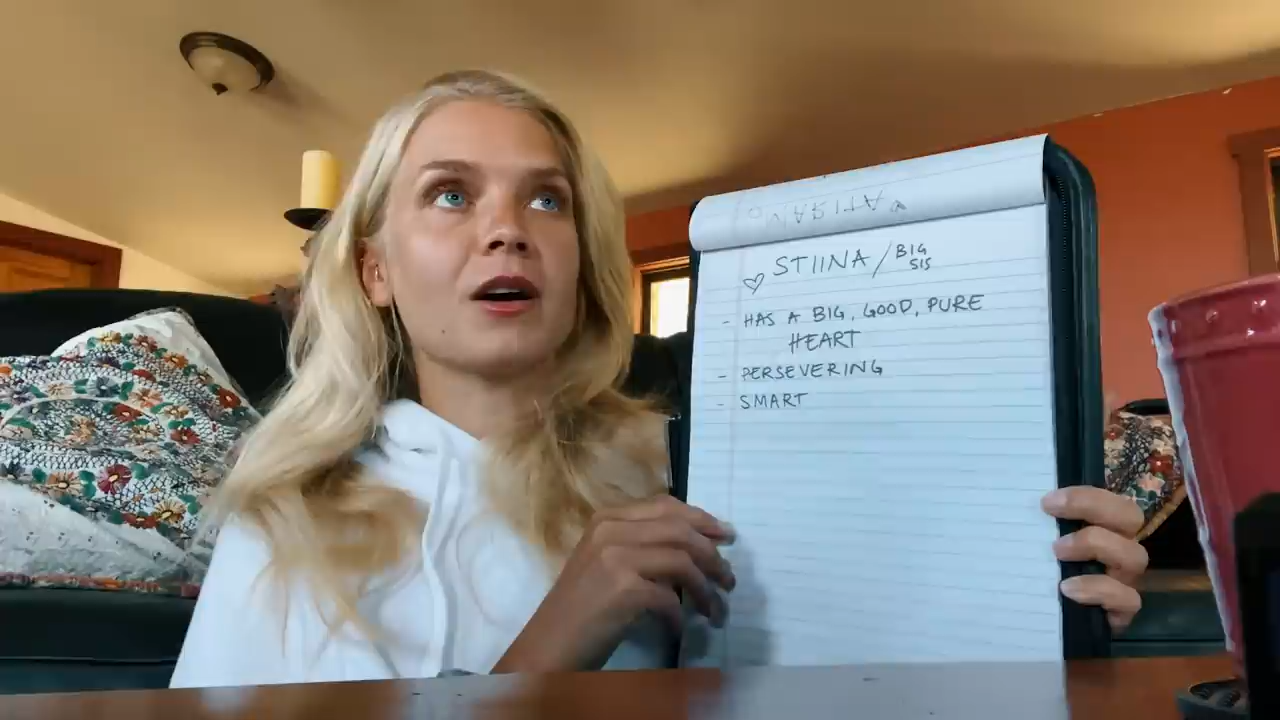 ♡ STIINA / BIG
SIS
- HAS A BIG, GOOD, PURE
HEART
- PERSEVERING
- SMART